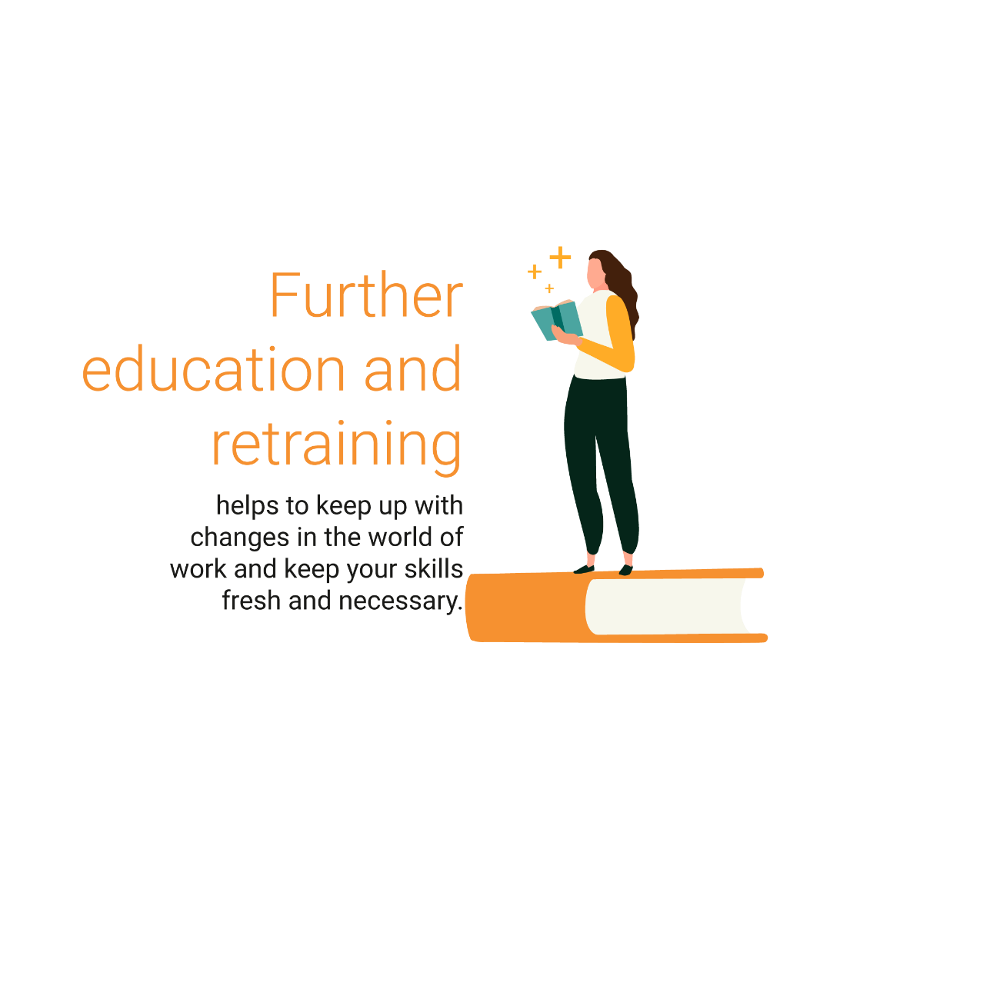 Further
education and
retraining
helps to keep up with
changes in the world of
work and keep your skills
fresh and necessary.